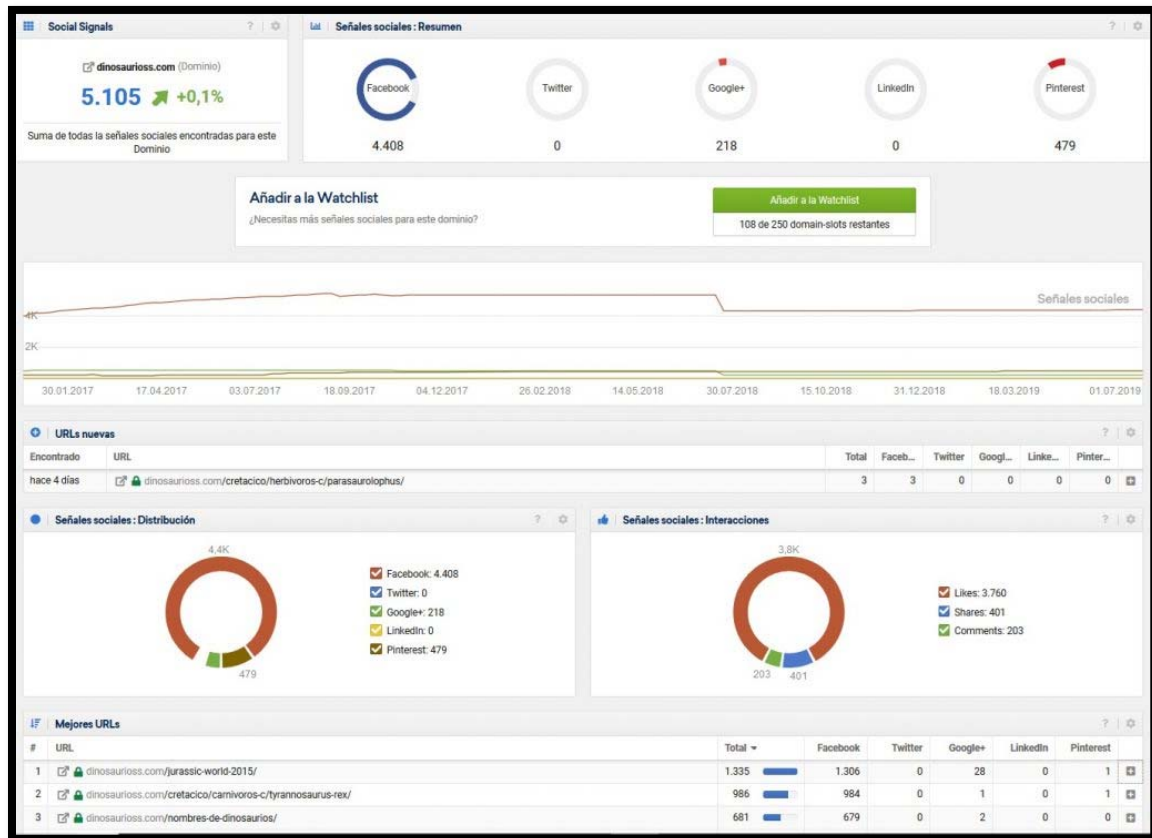 Social Signals
dinosaurioss.com (Dominio)
5.105 +0,1%
Suma de todas la señales sociales encontradas para este
Dominio
Señales sociales : Resumen
Facebook Twitter Google+ LinkedIn Pinterest
4.408 0 218 0 479
Añadir a la Watchlist
¿Necesitas más señales sociales para este dominio?
Añadir a la Watchlist
108 de 250 domain-slots restantes
Señales sociales
4K
2K
30.01.2017 17.04.2017 03.07.2017 18.09.2017 04.12.2017 26.02.2018 14.05.2018 30.07.2018 15.10.2018 31.12.2018 18.03.2019 01.07.2019
URLs nuevas
Encontrado URL Total Faceb... Twitter Googl... Linke... Pinter...
hace 4 días dinosaurioss.com/cretacico/herbivoros-c/parasaurolophus/ 3 3 0 0 0 0
Señales sociales : Distribución
4,4K
479
Facebook: 4.408
Twitter: 0
Google+: 218
LinkedIn: 0
Pinterest: 479
Señales sociales : Interacciones
3,8K
203 401
Likes: 3.760
Shares: 401
Comments: 203
Mejores URLs
# URL Total Facebook Twitter Google+ LinkedIn Pinterest
1 dinosaurioss.com/jurassic-world-2015/ 1.335 1.306 0 28 0 1
2 dinosaurioss.com/cretacico/carnivoros-c/tyrannosaurus-rex/ 986 984 0 1 0 1
3 dinosaurioss.com/nombres-de-dinosaurios/ 681 679 0 2 0 0